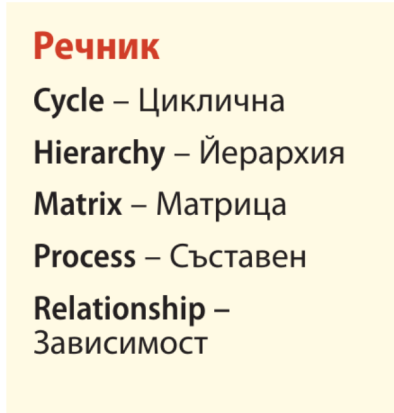 Речник
Cycle – Циклична
Hierarchy – Йерархия
Matrix – Матрица
Process – Съставен
Relationship –
Зависимост